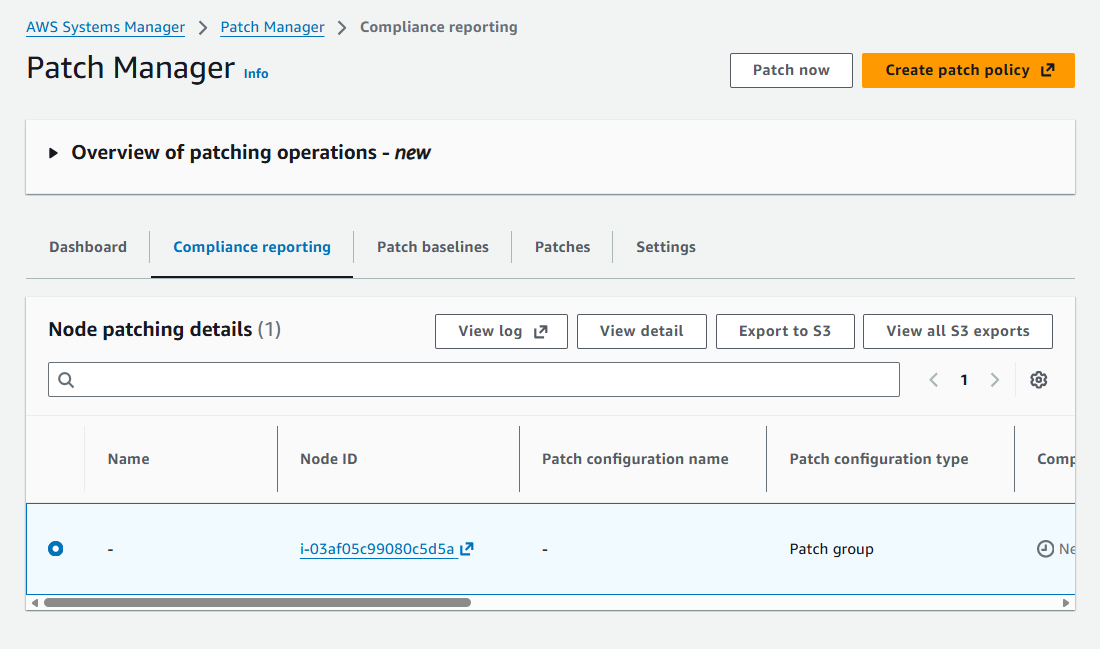 AWS Systems Manager > Patch Manager > Compliance reporting
Patch Manager Info
Patch now
Create patch policy
Overview of patching operations - new
Dashboard
Compliance reporting
Patch baselines
Patches
Settings
Node patching details (1)
View log
View detail
Export to S3
View all S3 exports
1
Name
Node ID
Patch configuration name
Patch configuration type
Comp
-
i-03af05c99080c5d5a
-
Patch group
Ne